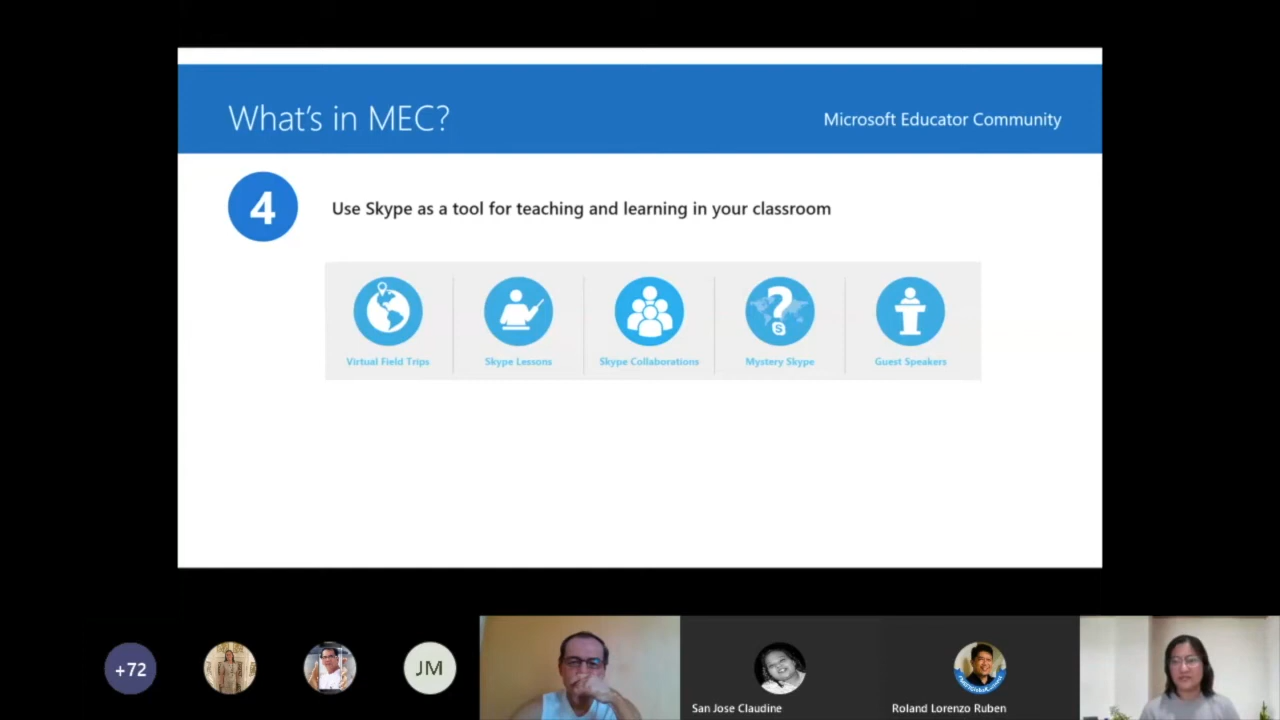 What's in MEC?
Microsoft Educator Community
4
Use Skype as a tool for teaching and learning in your classroom
Virtual Field Trips
Skype Lessons
Skype Collaborations
Mystery Skype
Guest Speakers
+72
JM
San Jose Claudine
Roland Lorenzo Ruben